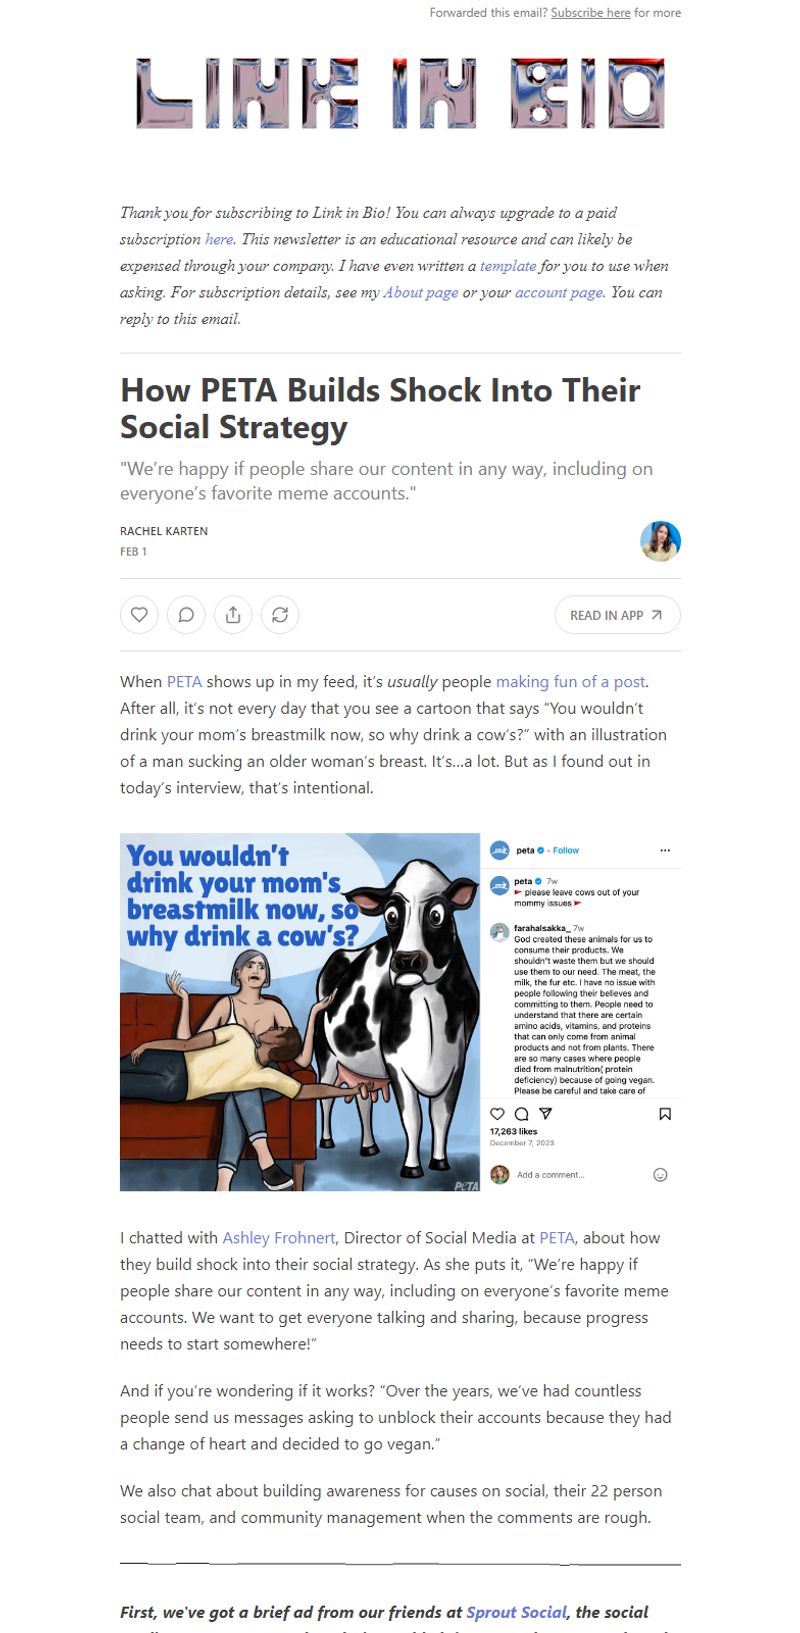 Forwarded this email? Subscribe here for more
LINK IN BIO
Thank you for subscribing to Link in Bio! You can always upgrade to a paid
subscription here. This newsletter is an educational resource and can likely be
expensed through your company. I have even written a template for you to use when
asking. For subscription details, see my About page or your account page. You can
reply to this email.
How PETA Builds Shock Into Their
Social Strategy
"We’re happy if people share our content in any way, including on
everyone’s favorite meme accounts."
RACHEL KARTEN
FEB 1
READ IN APP
When PETA shows up in my feed, it’s usually people making fun of a post.
After all, it’s not every day that you see a cartoon that says “You wouldn’t
drink your mom’s breastmilk now, so why drink a cow’s?” with an illustration
of a man sucking an older woman’s breast. It’s…a lot. But as I found out in
today’s interview, that’s intentional.
You wouldn’t
drink your mom's
breastmilk now, so
why drink a cow’s?
PETA
peta • Follow
peta 7w
🚩 please leave cows out of your
mommy issues 🚩
farahalsakka_ 7w
God created these animals for us to
consume their products. We
shouldn’t waste them but we should
use them to our need. The meat, the
milk, the fur etc. I have no issue with
people following their believes and
committing to them. People need to
understand that there are certain
amino acids, vitamins, and proteins
that can only come from animal
products and not from plants. There
are so many cases where people
died from malnutrition( protein
deficiency) because of going vegan.
Please be careful and take care of
17,263 likes
December 7, 2023
Add a comment...
I chatted with Ashley Frohnert, Director of Social Media at PETA, about how
they build shock into their social strategy. As she puts it, “We’re happy if
people share our content in any way, including on everyone’s favorite meme
accounts. We want to get everyone talking and sharing, because progress
needs to start somewhere!”
And if you’re wondering if it works? “Over the years, we’ve had countless
people send us messages asking to unblock their accounts because they had
a change of heart and decided to go vegan.”
We also chat about building awareness for causes on social, their 22 person
social team, and community management when the comments are rough.
First, we've got a brief ad from our friends at Sprout Social, the social